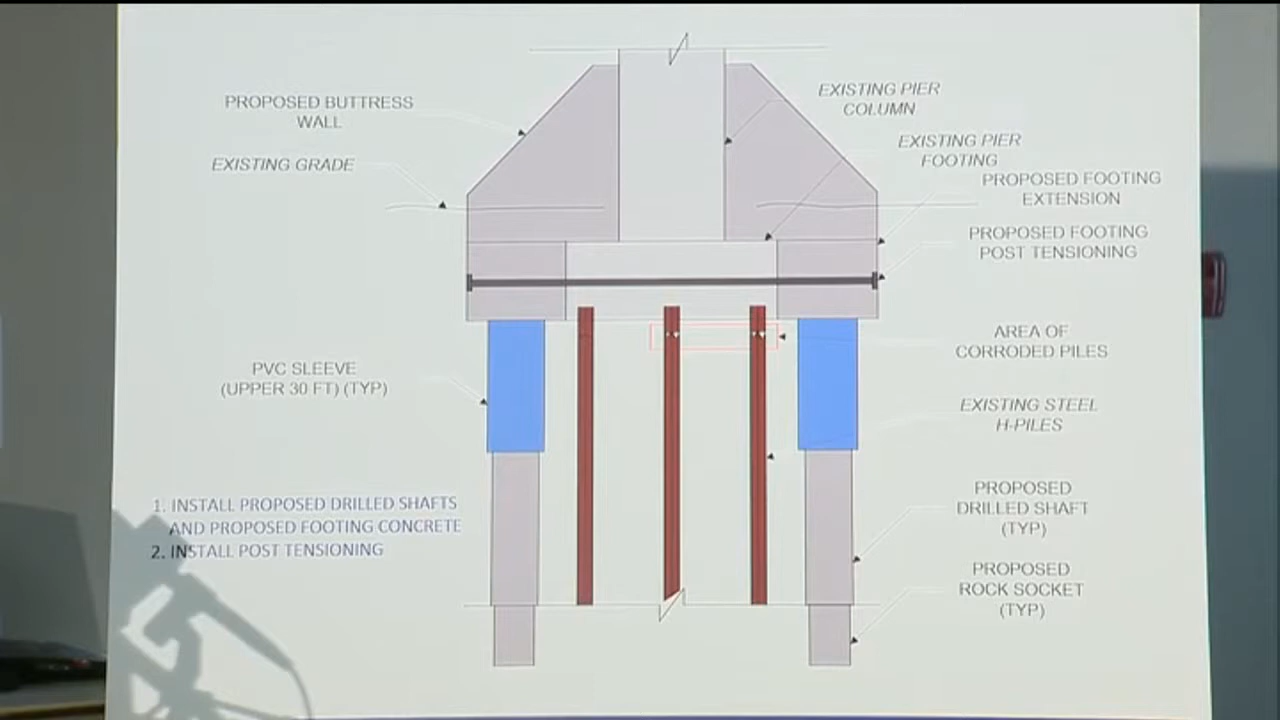 PROPOSED BUTTRESS
WALL
EXISTING GRADE
EXISTING PIER
COLUMN
EXISTING PIER
FOOTING
PROPOSED FOOTING
EXTENSION
PROPOSED FOOTING
POST TENSIONING
AREA OF
CORRODED PILES
PVC SLEEVE
(UPPER 30 FT) (TYP)
EXISTING STEEL
H-PILES
PROPOSED
DRILLED SHAFT
(TYP)
1. INSTALL PROPOSED DRILLED SHAFTS
AND PROPOSED FOOTING CONCRETE
2. INSTALL POST TENSIONING
PROPOSED
ROCK SOCKET
(TYP)